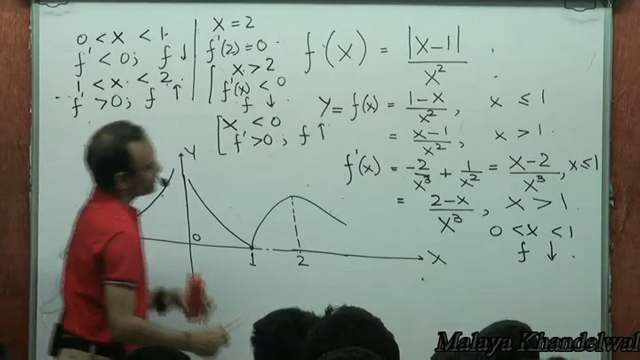 0 < x < 1
f' < 0; f ↓
1 < x < 2
f' > 0; f ↑
x = 2
f'(2) = 0
x > 2
f'(x) < 0
f ↓
x < 0
f' > 0; f ↑
f(x) = |x-1| / x²
y = f(x) = (1-x)/x², x ≤ 1
= (x-1)/x², x > 1
f'(x) = -2/x³ + 1/x² = (x-2)/x³, x ≤ 1
= (2-x)/x³, x > 1
0 < x < 1
f ↓
Y
0
1
2
X
Malaya Khandelwal